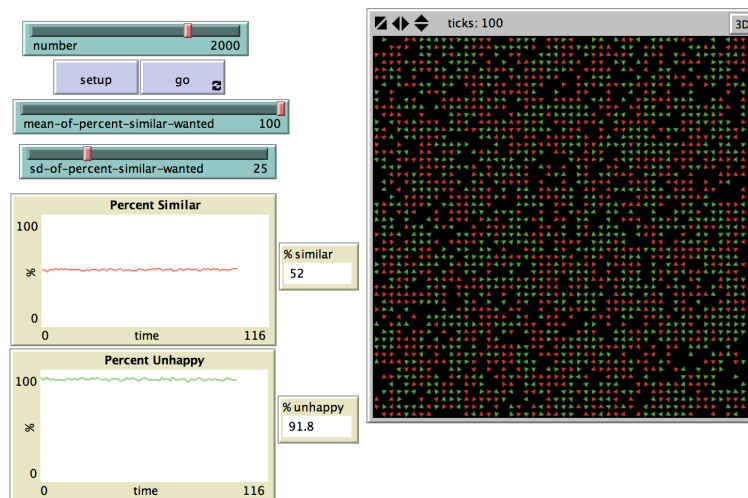 number 2000
setup
go
mean-of-percent-similar-wanted 100
sd-of-percent-similar-wanted 25
Percent Similar
100
%
0
0 time 116
% similar
52
Percent Unhappy
100
%
0
0 time 116
% unhappy
91.8
ticks: 100
3D